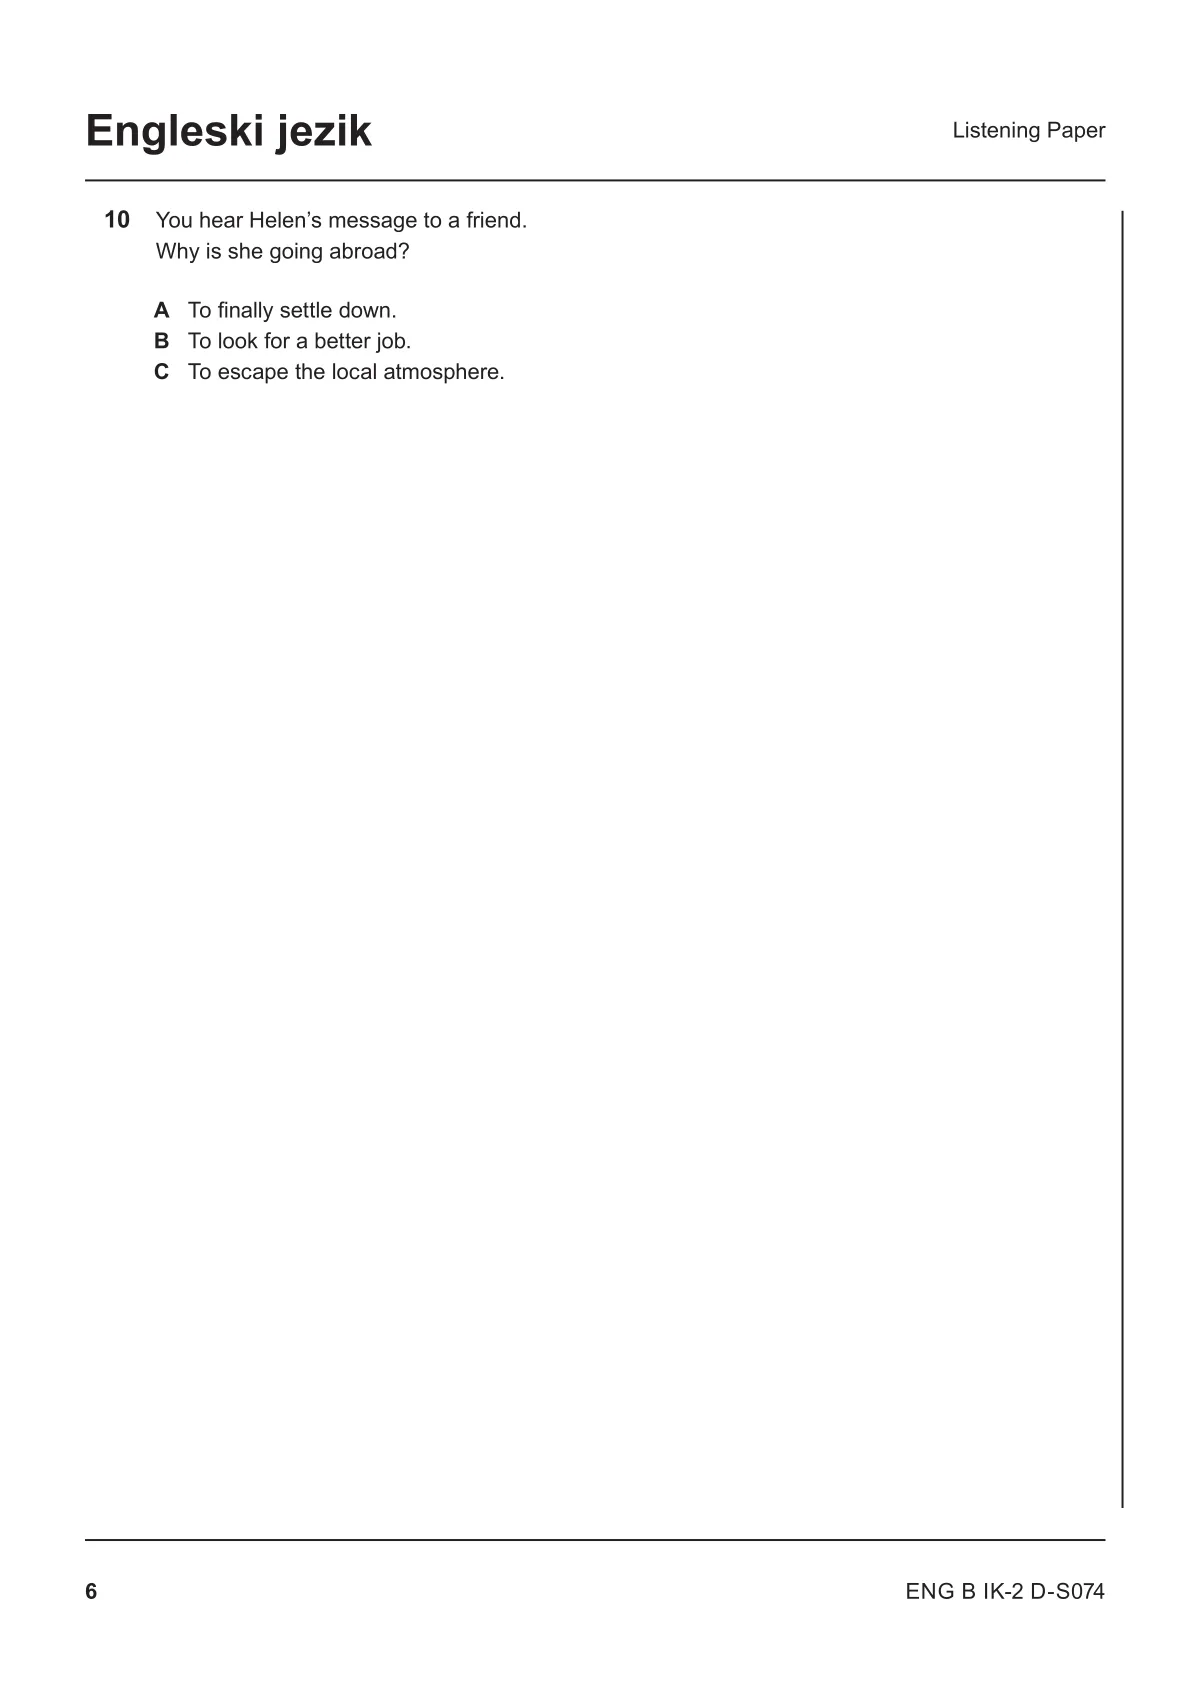 Engleski jezik
Listening Paper
10 You hear Helen’s message to a friend.
Why is she going abroad?
A To finally settle down.
B To look for a better job.
C To escape the local atmosphere.
6
ENG B IK-2 D-S074